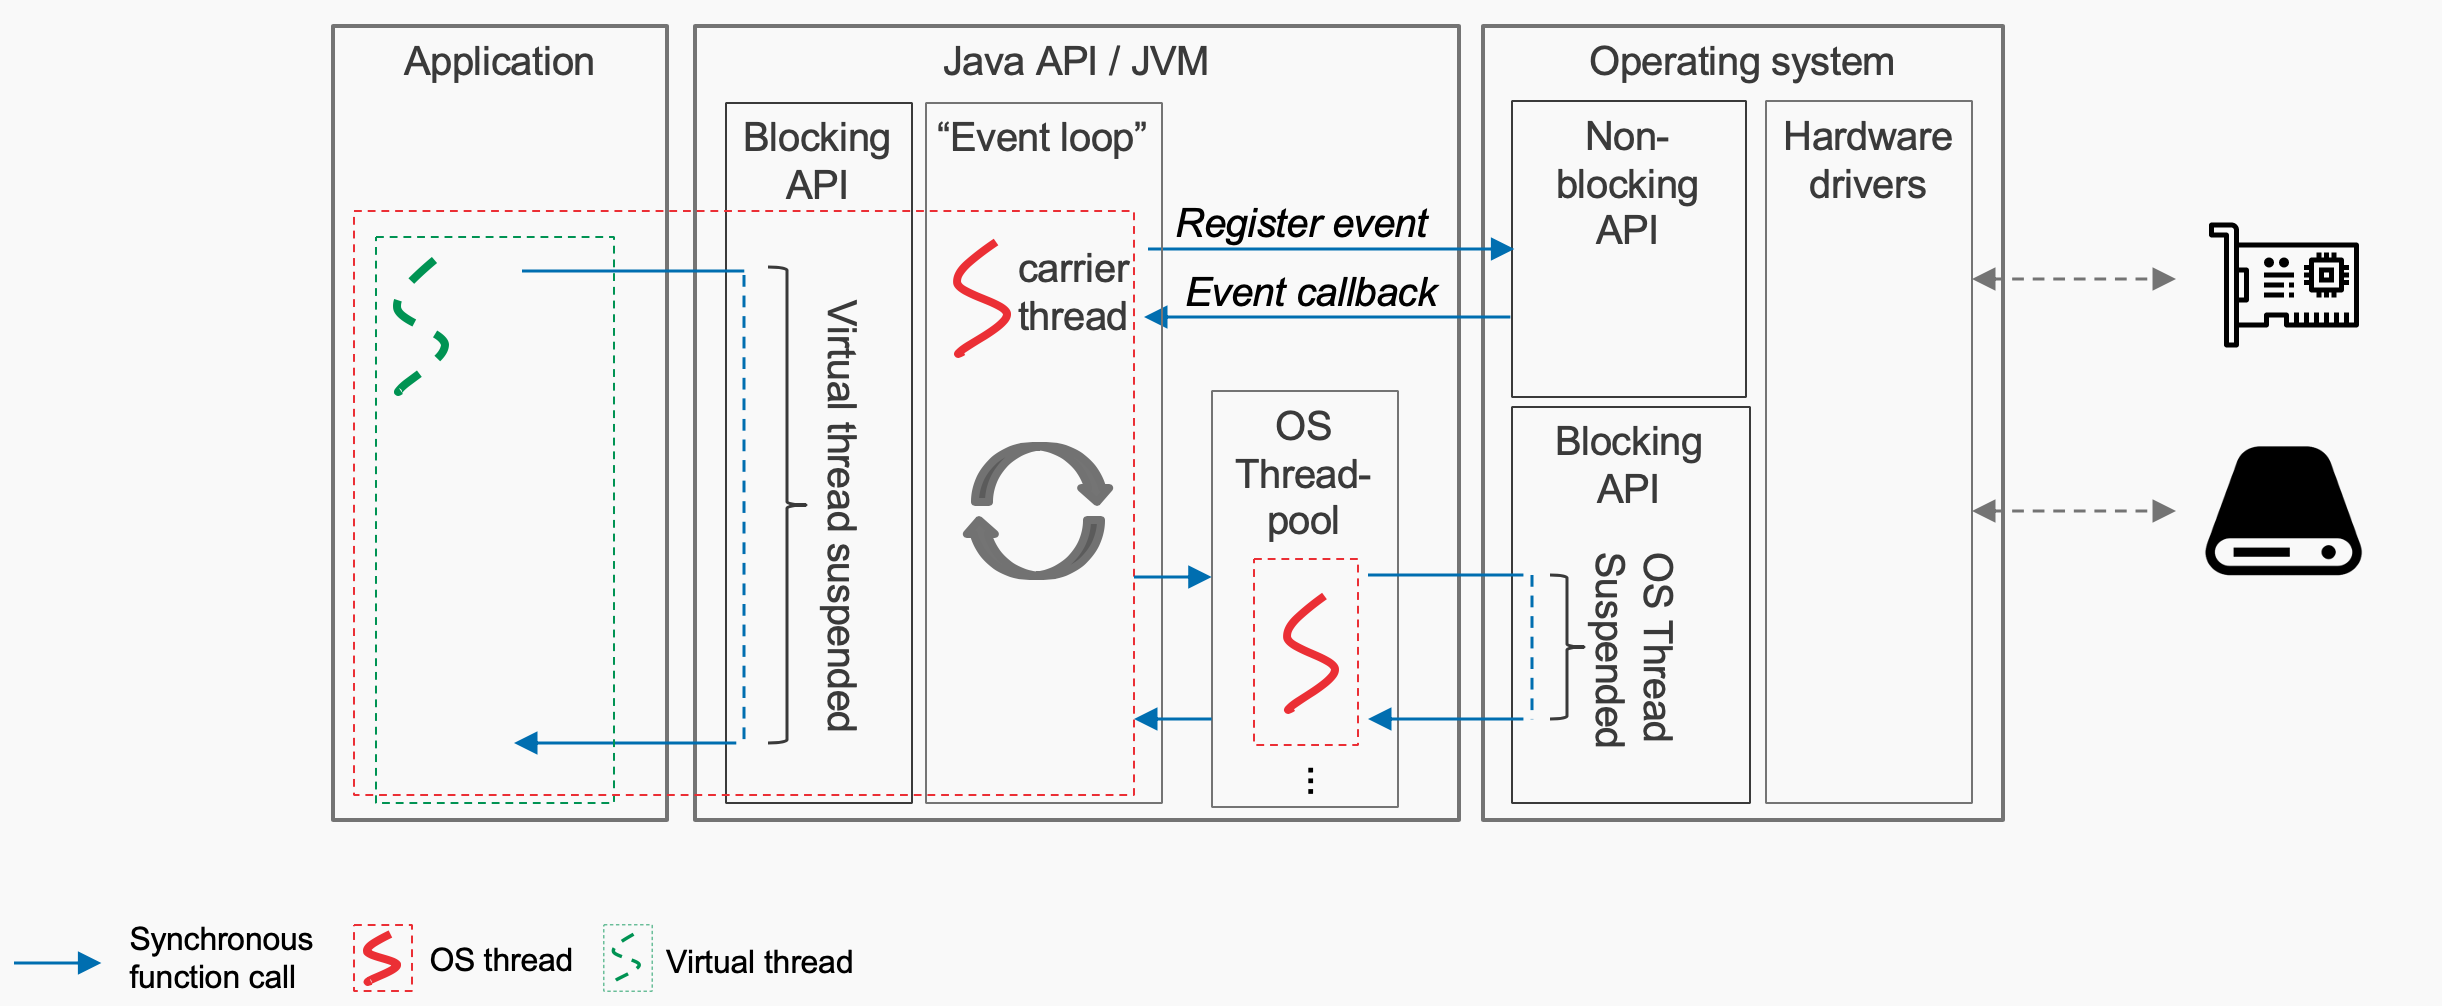 Application
Java API / JVM
Operating system
Blocking
API
“Event loop”
Non-
blocking
API
Hardware
drivers
Register event
carrier
thread
Event callback
Virtual thread suspended
OS
Thread-
pool
...
Blocking
API
OS Thread
Suspended
Synchronous
function call
OS thread
Virtual thread